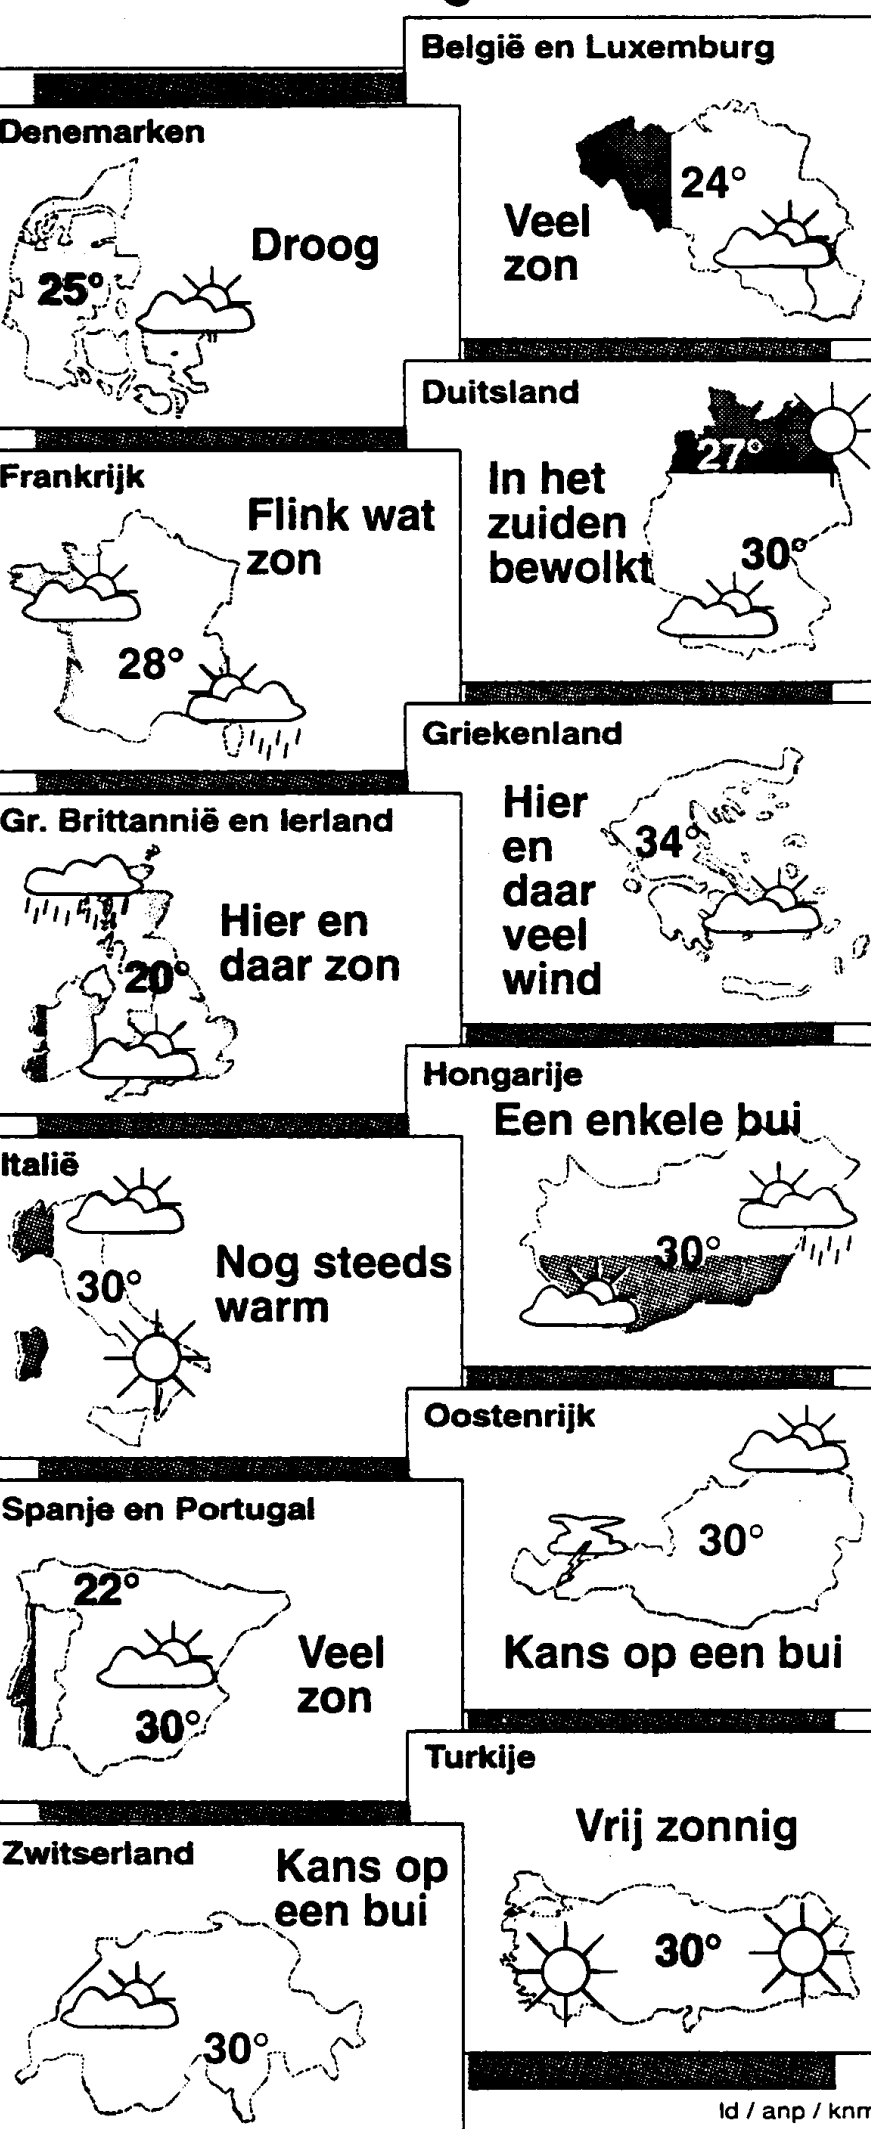 België en Luxemburg
24°
Veel
zon
Denemarken
Droog
25°
Duitsland
27°
In het
zuiden
bewolkt
30°
Frankrijk
Flink wat
zon
28°
Griekenland
Hier
en
daar
veel
wind
34°
Gr. Brittannië en Ierland
Hier en
daar zon
20°
Hongarije
Een enkele bui
30°
Italië
Nog steeds
warm
30°
Oostenrijk
30°
Kans op een bui
Spanje en Portugal
22°
Veel
zon
30°
Turkije
Vrij zonnig
30°
Zwitserland
Kans op
een bui
30°
ld / anp / knm